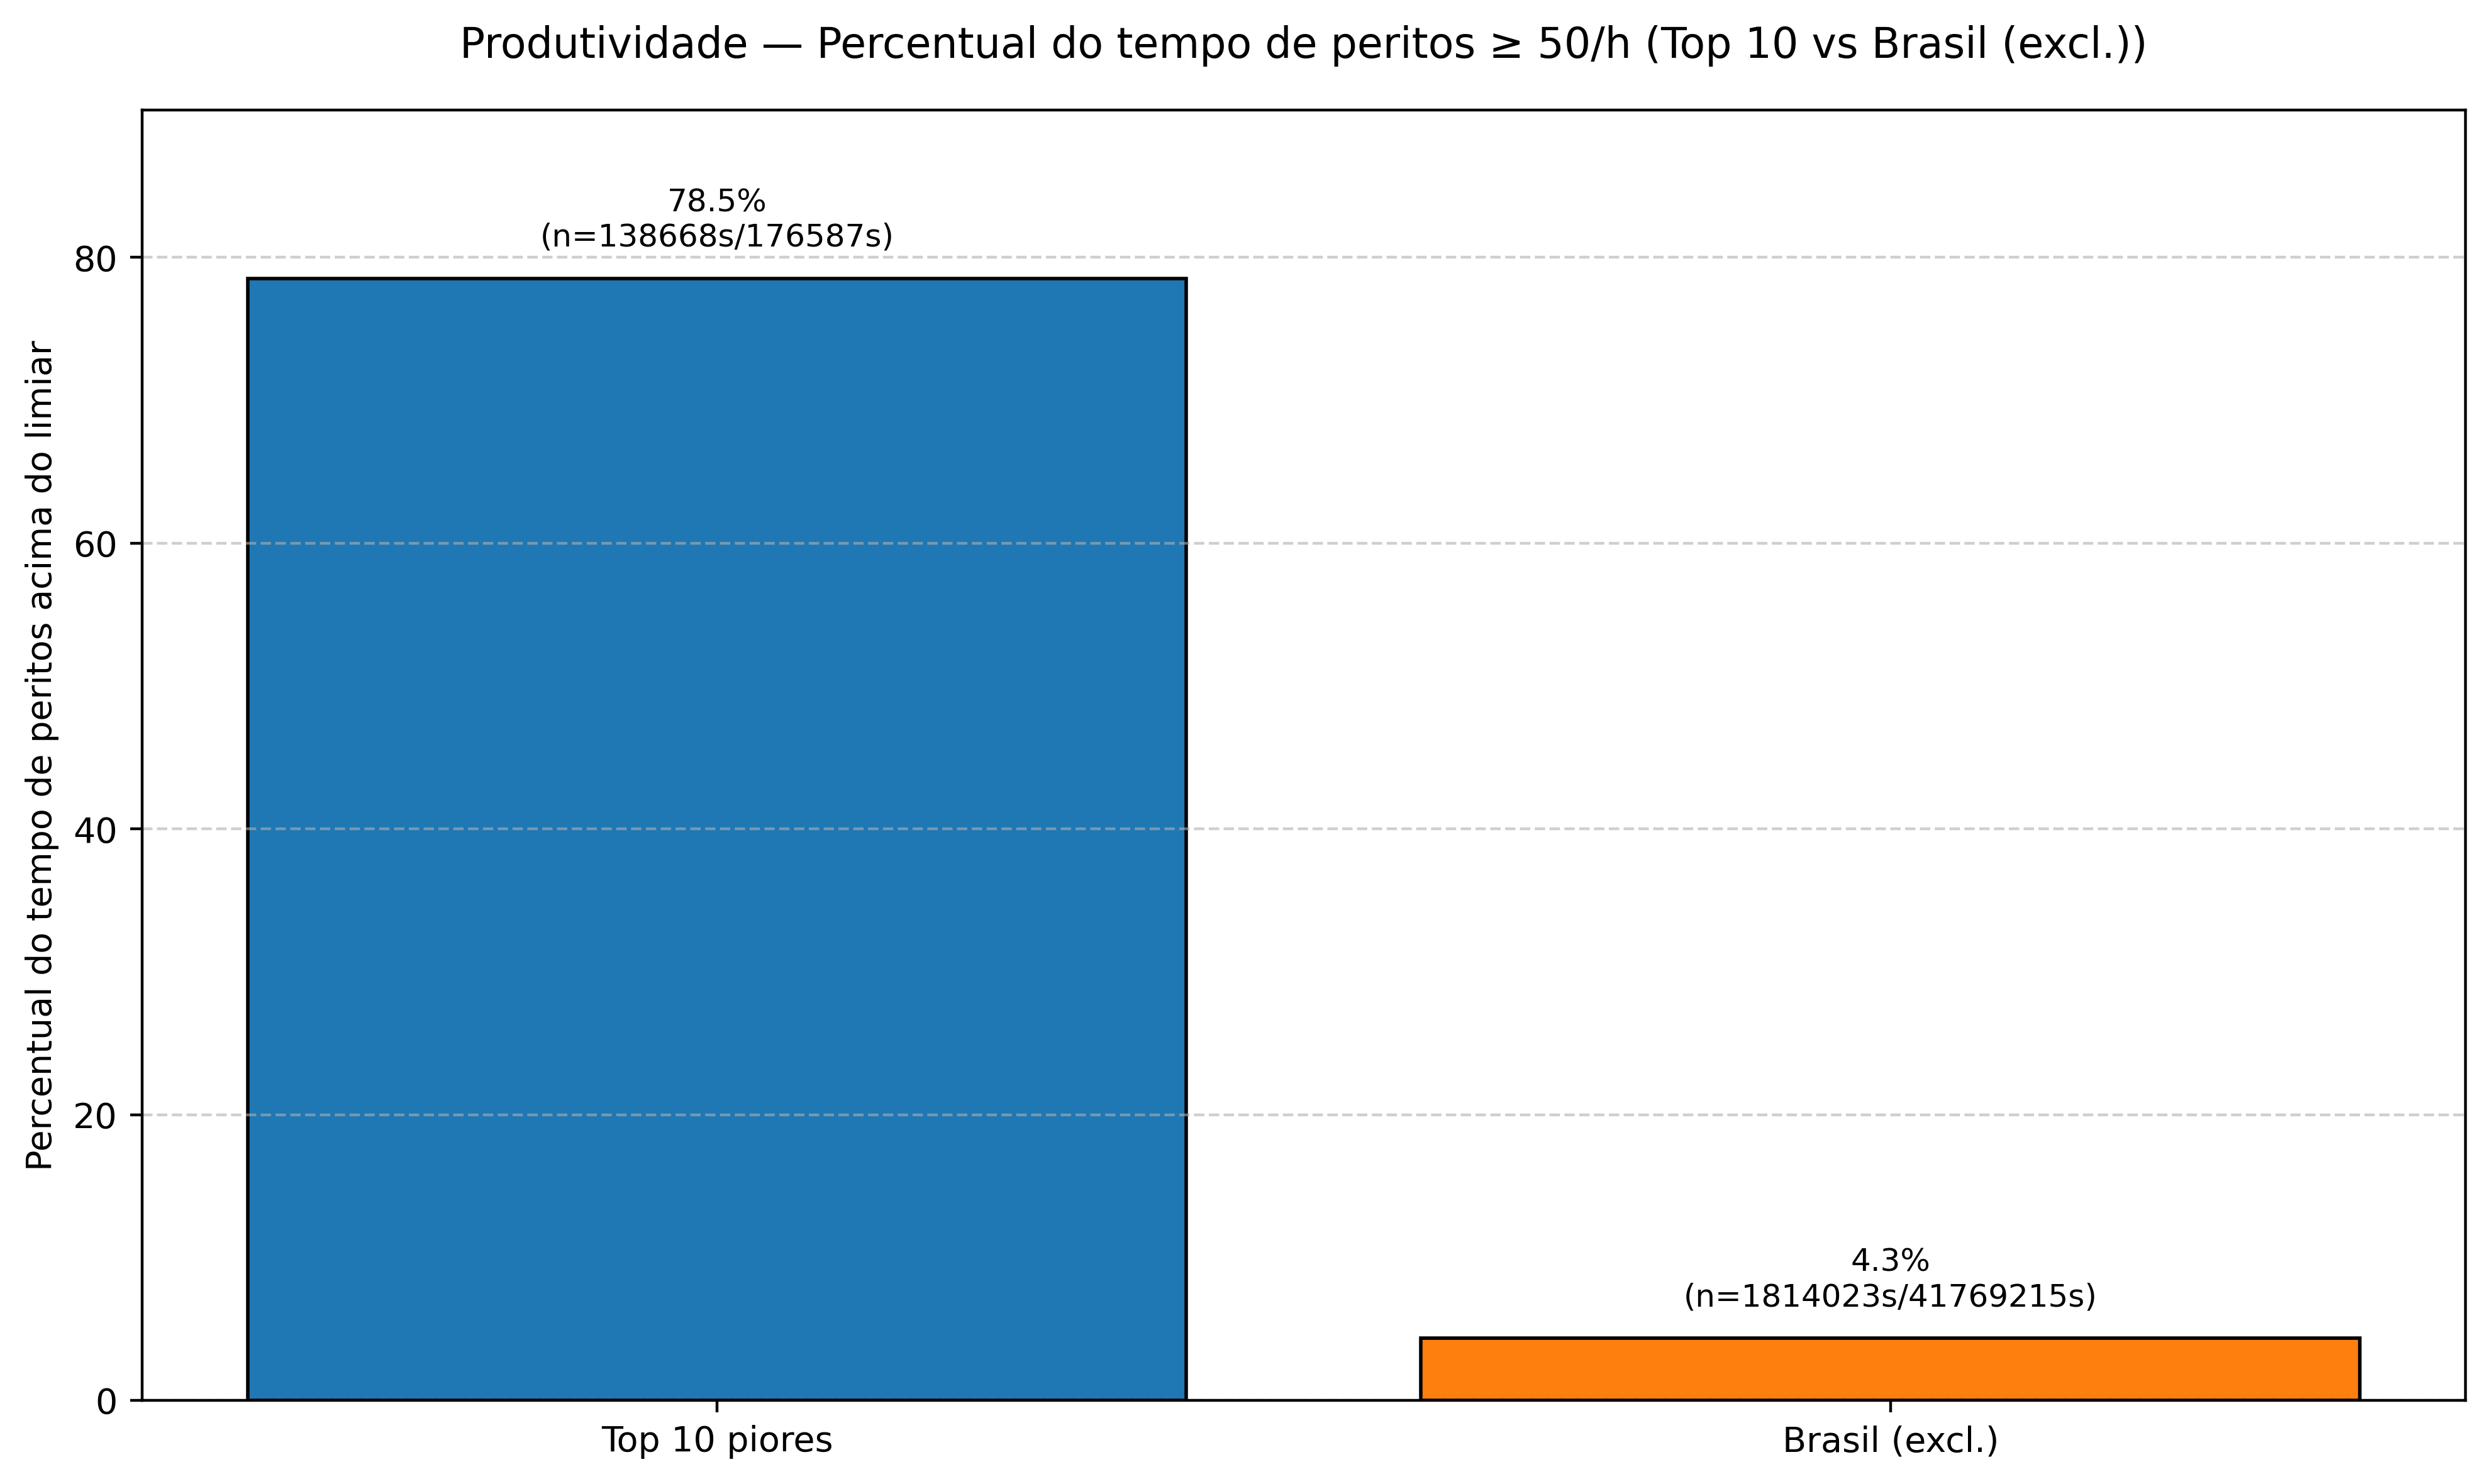 Produtividade — Percentual do tempo de peritos ≥ 50/h (Top 10 vs Brasil (excl.))
Percentual do tempo de peritos acima do limiar
80
60
40
20
0
78.5%
(n=138668s/176587s)
4.3%
(n=1814023s/41769215s)
Top 10 piores
Brasil (excl.)